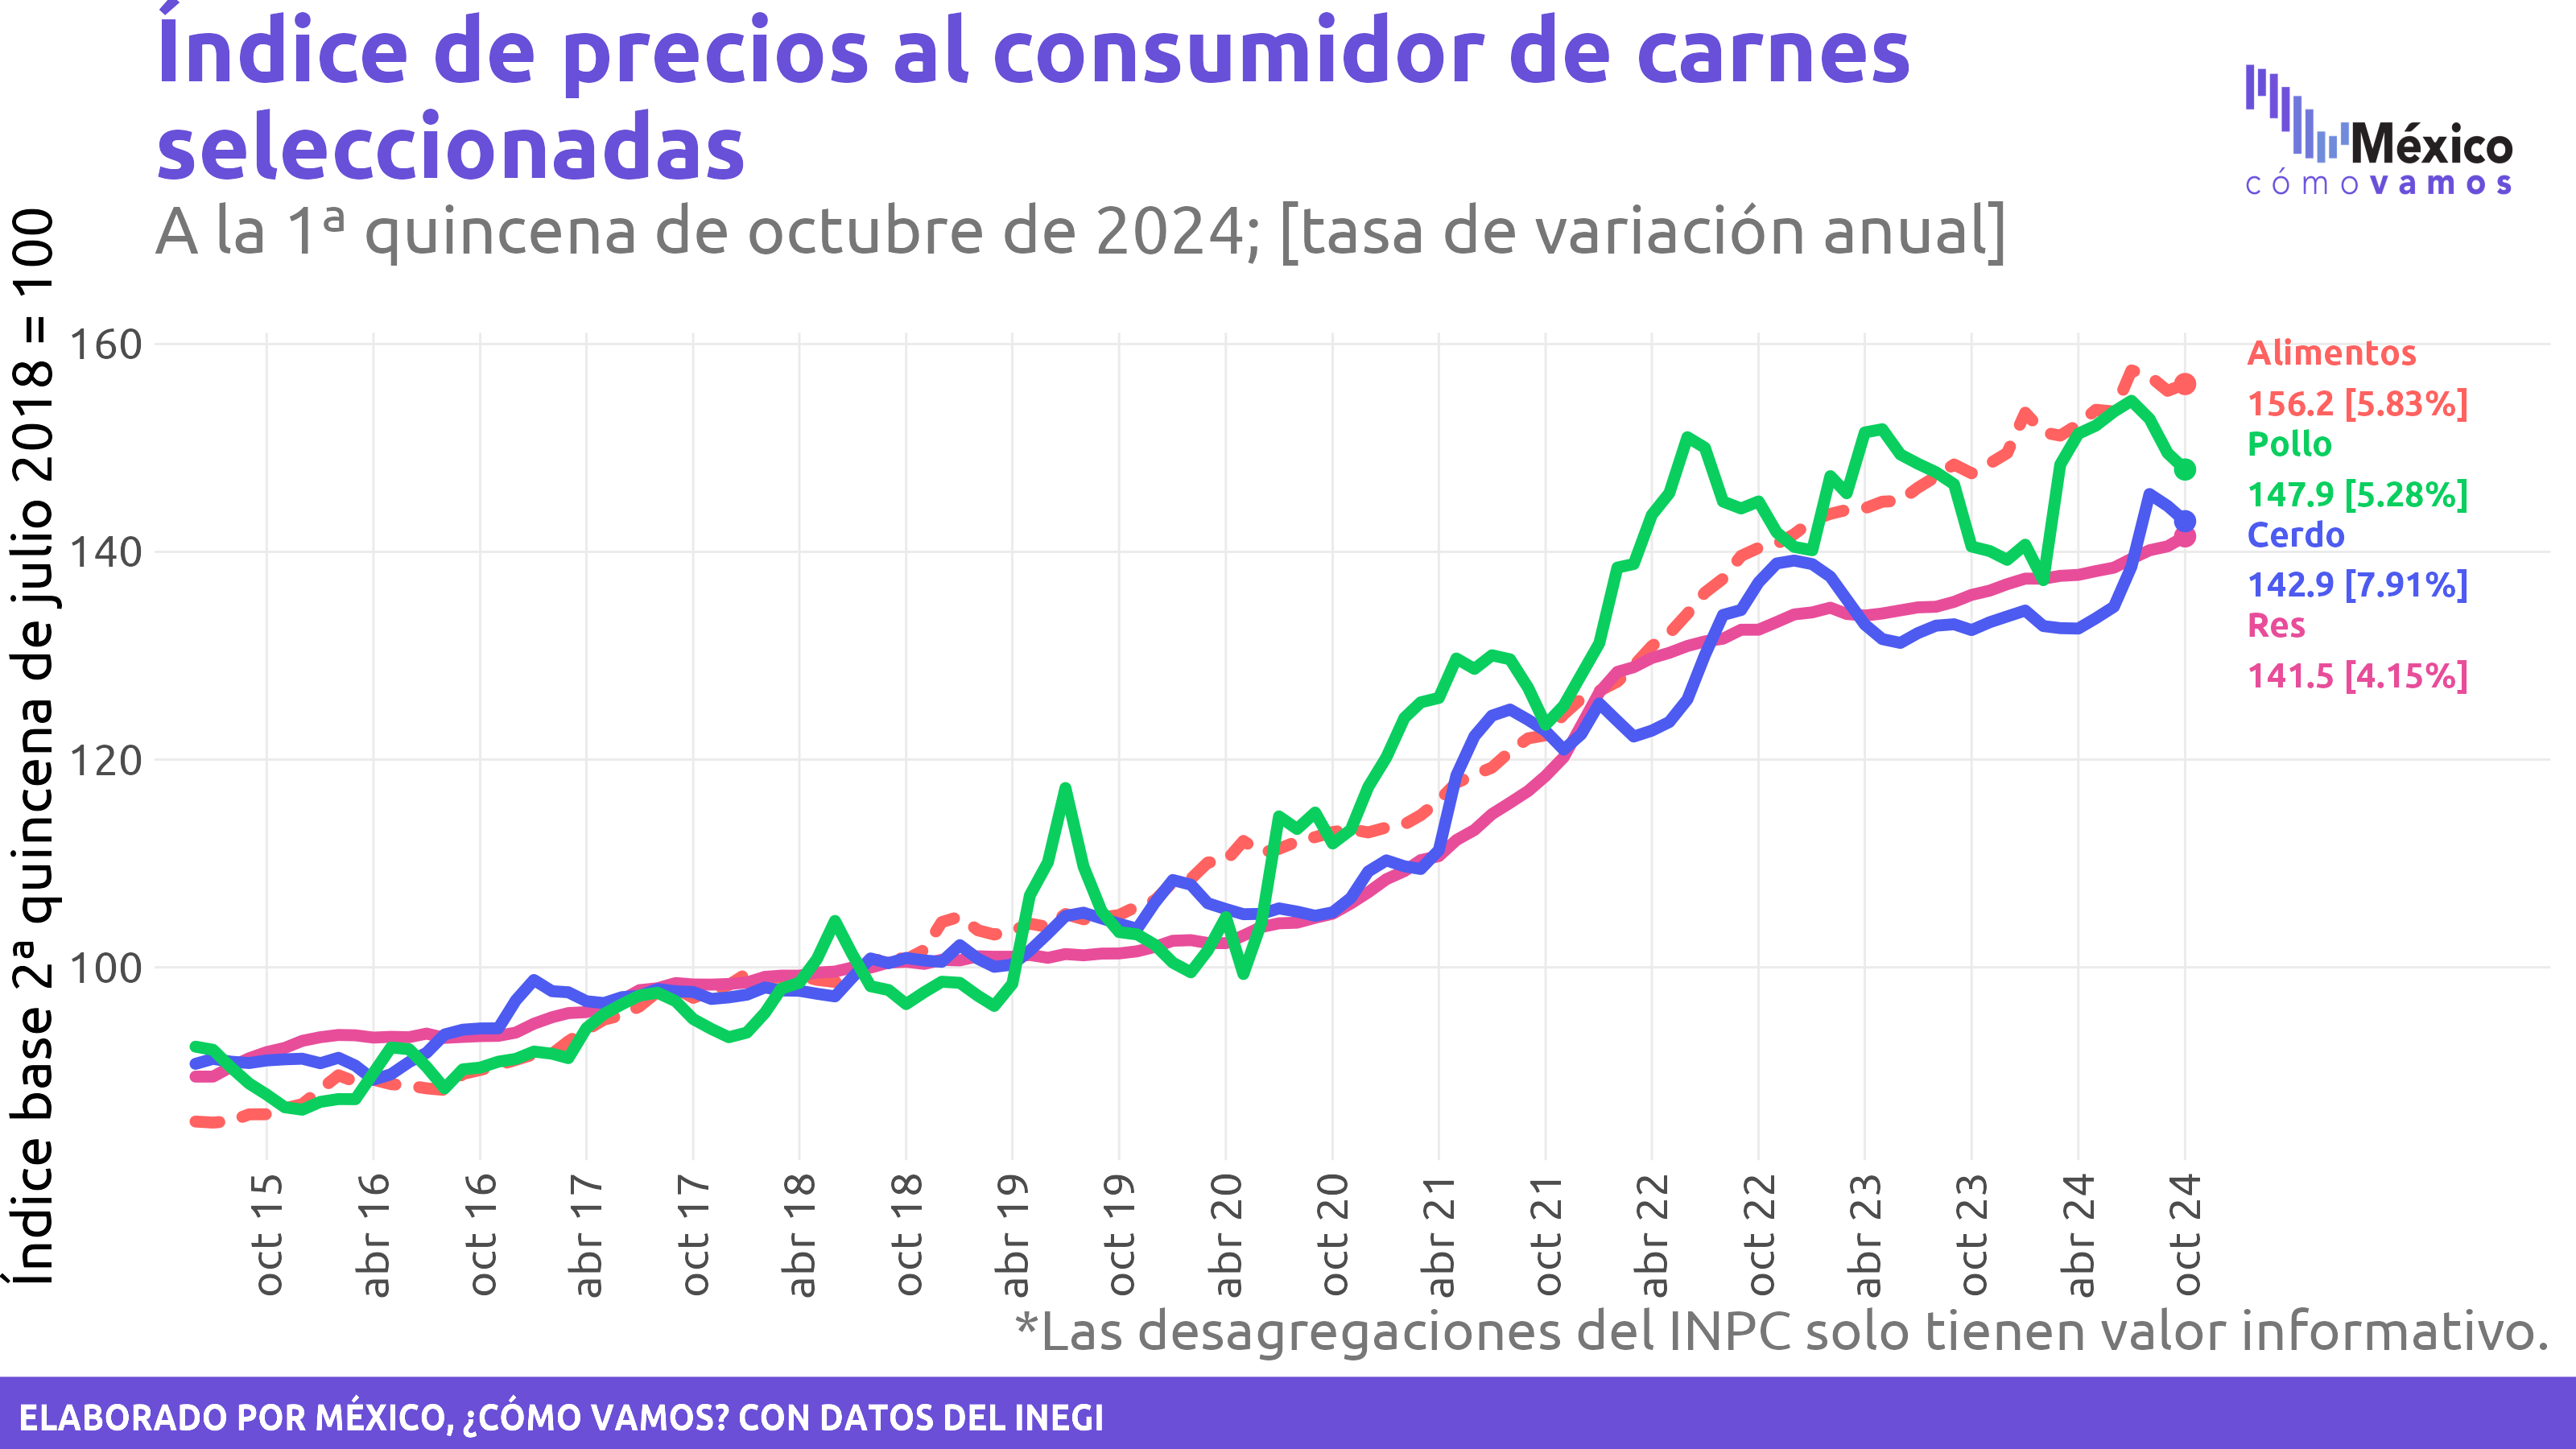 Índice de precios al consumidor de carnes
seleccionadas
A la 1ª quincena de octubre de 2024; [tasa de variación anual]
México
cómo vamos
Índice base 2ª quincena de julio 2018 = 100
160
140
120
100
Alimentos
156.2 [5.83%]
Pollo
147.9 [5.28%]
Cerdo
142.9 [7.91%]
Res
141.5 [4.15%]
oct 15
abr 16
oct 16
abr 17
oct 17
abr 18
oct 18
abr 19
oct 19
abr 20
oct 20
abr 21
oct 21
abr 22
oct 22
abr 23
oct 23
abr 24
oct 24
*Las desagregaciones del INPC solo tienen valor informativo.
ELABORADO POR MÉXICO, ¿CÓMO VAMOS? CON DATOS DEL INEGI